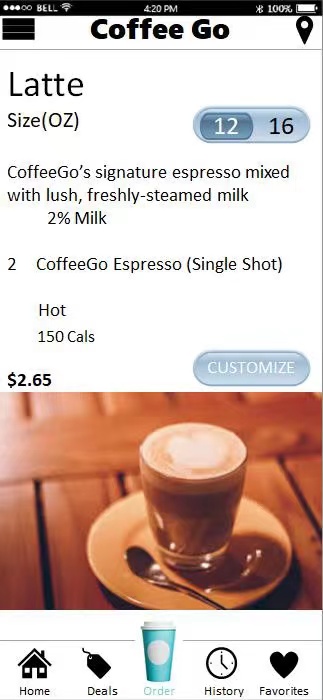 BELL 4:20 PM 100%
Coffee Go
Latte
Size(OZ)
12 16
CoffeeGo’s signature espresso mixed
with lush, freshly-steamed milk
2% Milk
2 CoffeeGo Espresso (Single Shot)
Hot
150 Cals
CUSTOMIZE
$2.65
Home Deals Order History Favorites